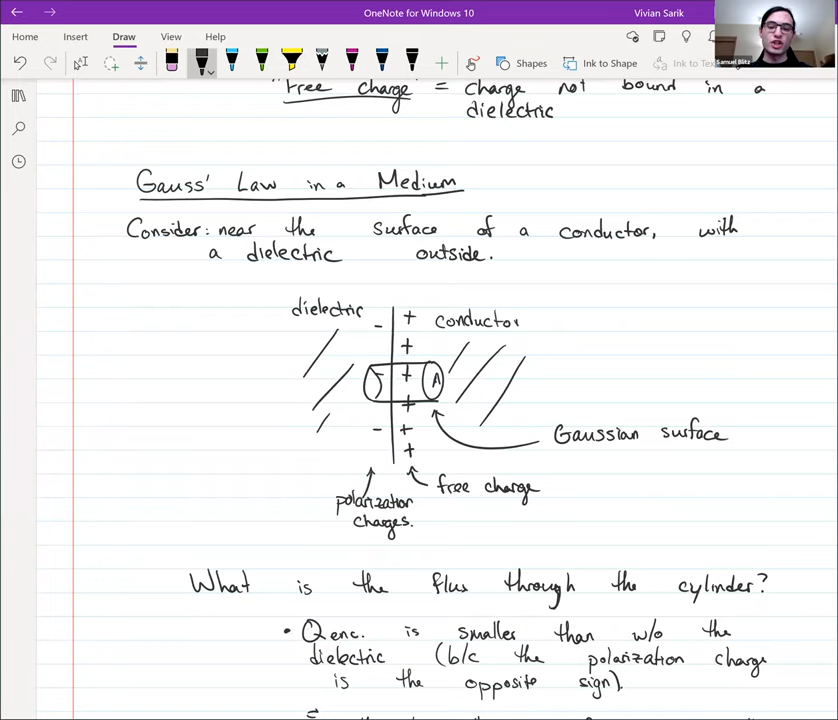 OneNote for Windows 10
Vivian Sarik
Home
Insert
Draw
View
Help
Shapes
Ink to Shape
Ink to
Samuel Blitz
"Free charge" = charge not bound in a
dielectric
Gauss' Law in a Medium
Consider: near the surface of a conductor, with
a dielectric outside.
dielectric - + conductor
+
+ A
+
- +
+
Gaussian surface
free charge
polarization
charges.
What is the flux through the cylinder?
• Qenc. is smaller than w/o the
dielectric (b/c the polarization charge
is the opposite sign).